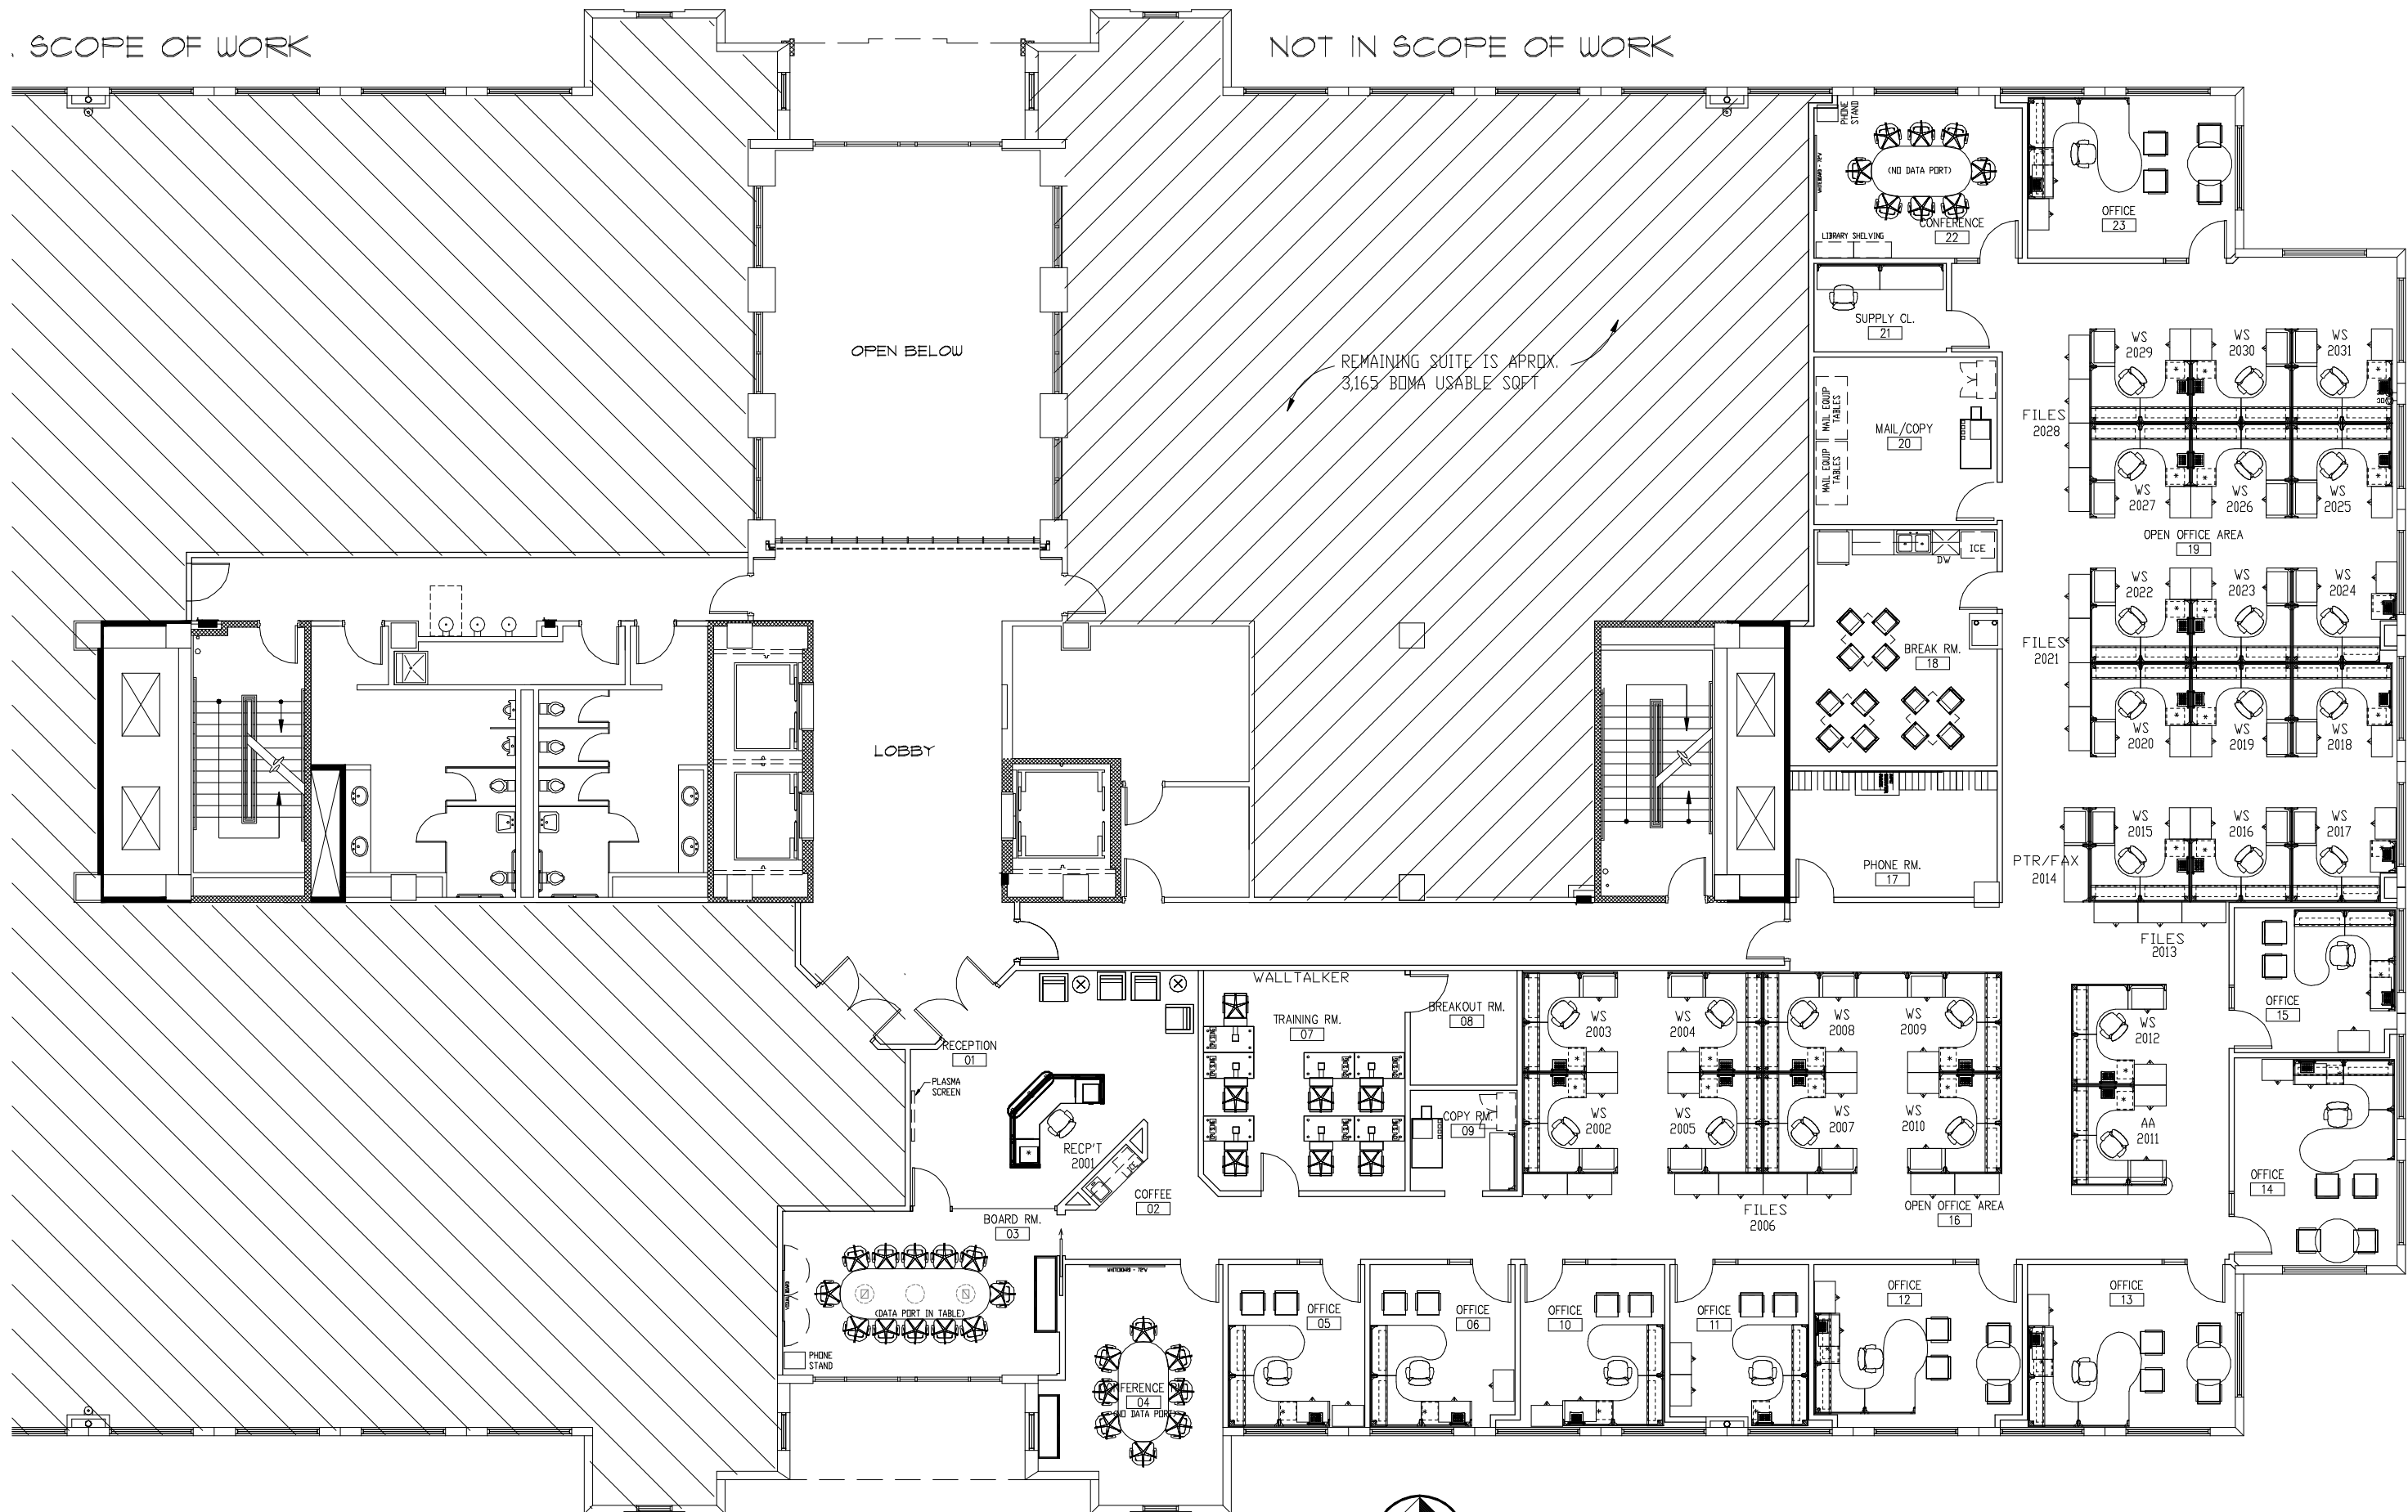 . SCOPE OF WORK
NOT IN SCOPE OF WORK
PHONE
STAND
(NO DATA PORT)
CONFERENCE
22
LIBRARY SHELVING
OFFICE
23
SUPPLY CL.
21
OPEN BELOW
REMAINING SUITE IS APROX.
3,165 BOMA USABLE SQFT
WS
2029
WS
2030
WS
2031
FILES
2028
MAIL EQUIP
TABLES
MAIL EQUIP
TABLES
MAIL/COPY
20
WS
2027
WS
2026
WS
2025
OPEN OFFICE AREA
19
DW
ICE
WS
2022
WS
2023
WS
2024
FILES
2021
BREAK RM.
18
WS
2020
WS
2019
WS
2018
LOBBY
WS
2015
WS
2016
WS
2017
PTR/FAX
2014
PHONE RM.
17
FILES
2013
WALLTALKER
TRAINING RM.
07
BREAKOUT RM.
08
WS
2003
WS
2004
WS
2008
WS
2009
WS
2012
OFFICE
15
RECEPTION
01
PLASMA
SCREEN
RECP'T
2001
COPY RM.
09
WS
2002
WS
2005
WS
2007
WS
2010
AA
2011
OFFICE
14
COFFEE
02
FILES
2006
OPEN OFFICE AREA
16
BOARD RM.
03
(DATA PORT IN TABLE)
PHONE
STAND
04
(NO DATA PORT)
OFFICE
05
OFFICE
06
OFFICE
10
OFFICE
11
OFFICE
12
OFFICE
13